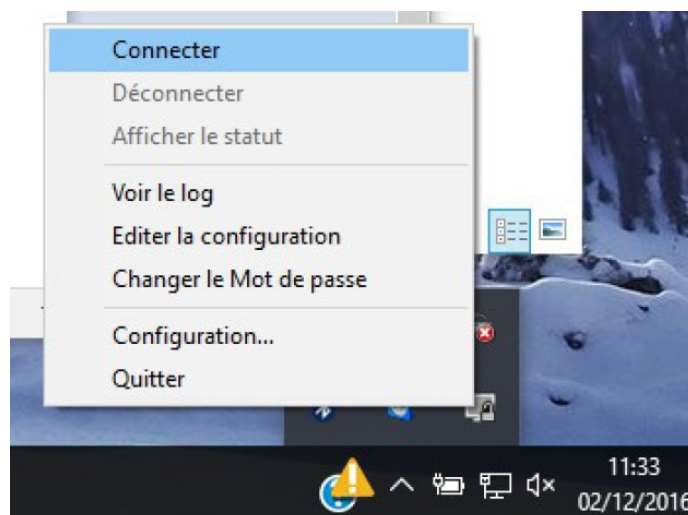 Connecter
Déconnecter
Afficher le statut
Voir le log
Editer la configuration
Changer le Mot de passe
Configuration...
Quitter
11:33
02/12/2016